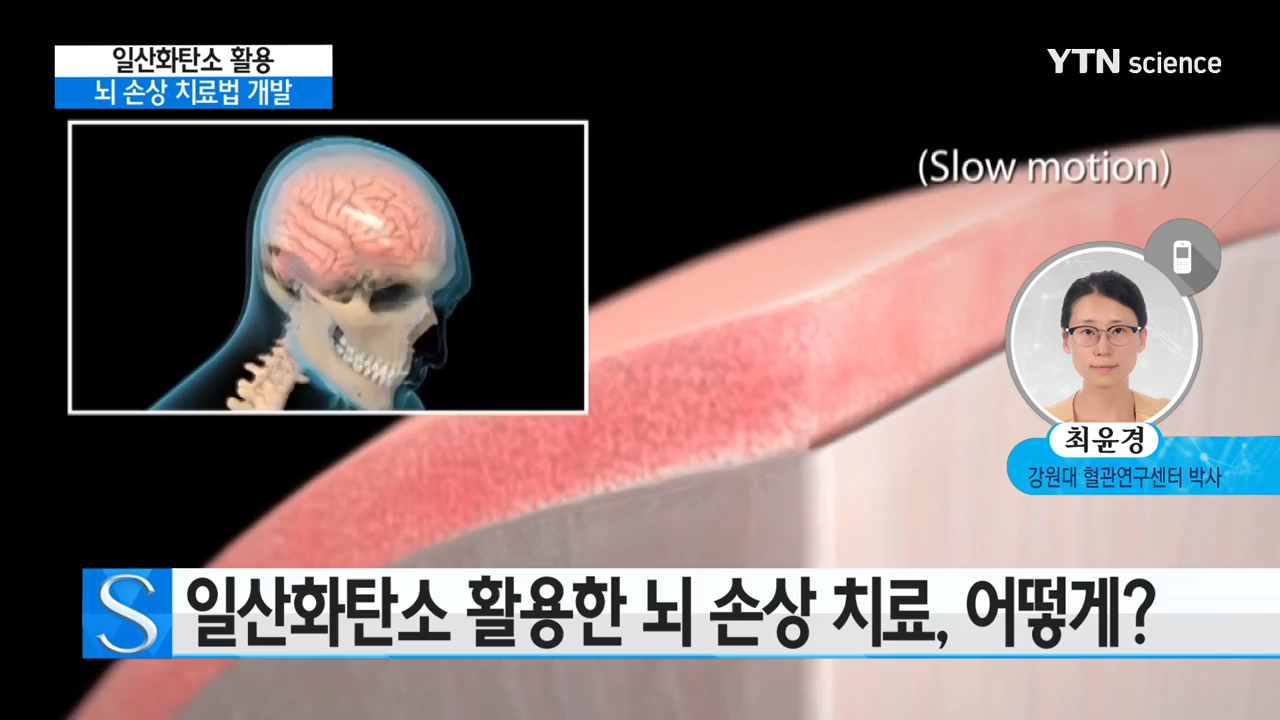 일산화탄소 활용
뇌 손상 치료법 개발
YTN science
(Slow motion)
최윤경
강원대 혈관연구센터 박사
S 일산화탄소 활용한 뇌 손상 치료, 어떻게?